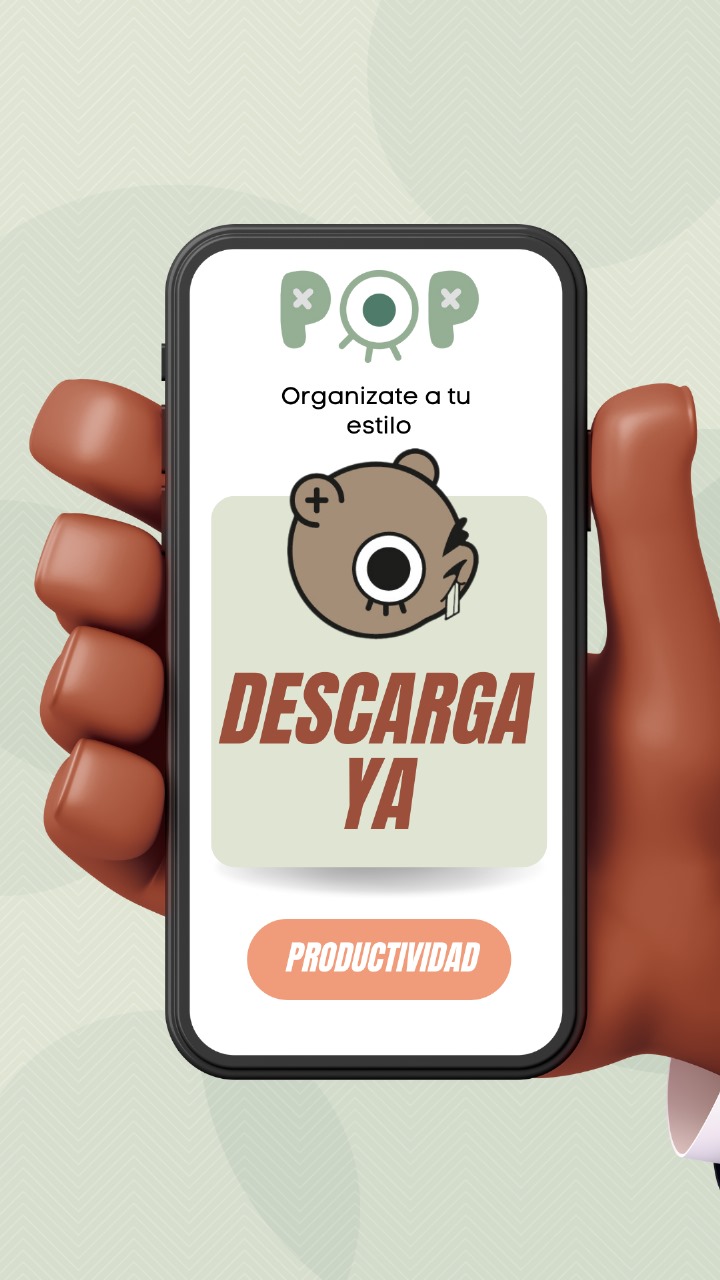 POP
Organizate a tu
estilo
DESCARGA
YA
PRODUCTIVIDAD